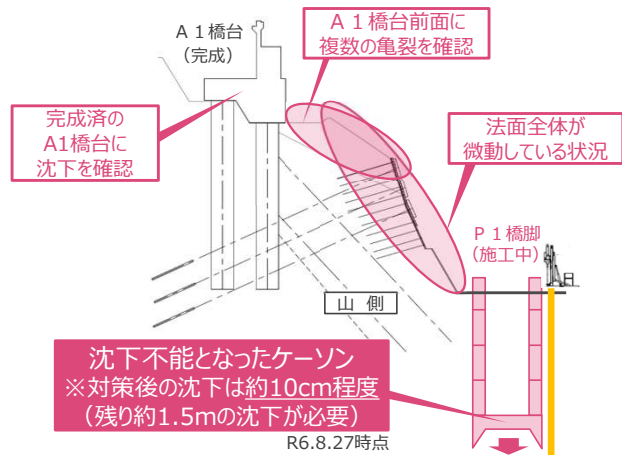 A１橋台
（完成）
A１橋台前面に
複数の亀裂を確認
完成済の
A1橋台に
沈下を確認
法面全体が
微動している状況
P１橋脚
（施工中）
山 側
沈下不能となったケーソン
※対策後の沈下は約10cm程度
（残り約1.5mの沈下が必要）
R6.8.27時点